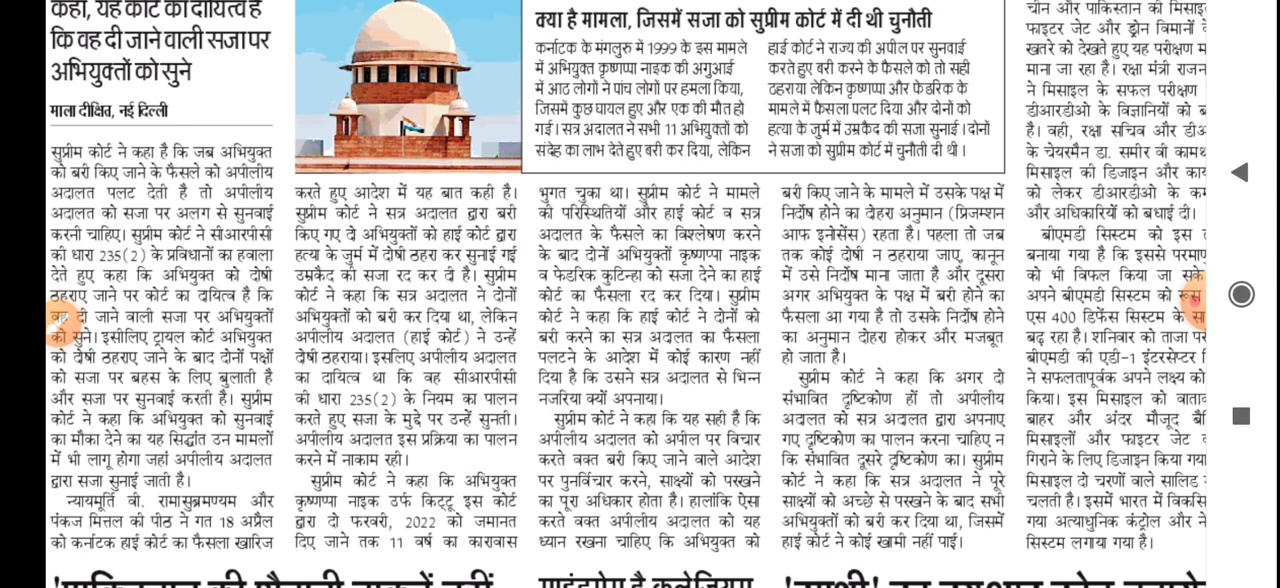 कहा, यह कोर्ट का दायित्व है
कि वह दी जाने वाली सजा पर
अभियुक्तों को सुने
माला दीक्षित, नई दिल्ली
सुप्रीम कोर्ट ने कहा है कि जब अभियुक्त
को बरी किए जाने के फैसले को अपीलीय
अदालत पलट देती है तो अपीलीय
अदालत को सजा पर अलग से सुनवाई
करनी चाहिए। सुप्रीम कोर्ट ने सीआरपीसी
की धारा 235(2) के प्रविधानों का हवाला
देते हुए कहा कि अभियुक्त को दोषी
ठहराए जाने पर कोर्ट का दायित्व है कि
वह दी जाने वाली सजा पर अभियुक्तों
को सुने। इसीलिए ट्रायल कोर्ट अभियुक्त
को दोषी ठहराए जाने के बाद दोनों पक्षों
को सजा पर बहस के लिए बुलाती है
और सजा पर सुनवाई करती है। सुप्रीम
कोर्ट ने कहा कि अभियुक्त को सुनवाई
का मौका देने का यह सिद्धांत उन मामलों
में भी लागू होगा जहां अपीलीय अदालत
द्वारा सजा सुनाई जाती है।
न्यायमूर्ति वी. रामासुब्रमण्यम और
पंकज मित्तल की पीठ ने गत 18 अप्रैल
को कर्नाटक हाई कोर्ट का फैसला खारिज
करते हुए आदेश में यह बात कही है।
सुप्रीम कोर्ट ने सत्र अदालत द्वारा बरी
किए गए दो अभियुक्तों को हाई कोर्ट द्वारा
हत्या के जुर्म में दोषी ठहरा कर सुनाई गई
उम्रकैद की सजा रद कर दी है। सुप्रीम
कोर्ट ने कहा कि सत्र अदालत ने दोनों
अभियुक्तों को बरी कर दिया था, लेकिन
अपीलीय अदालत (हाई कोर्ट) ने उन्हें
दोषी ठहराया। इसलिए अपीलीय अदालत
का दायित्व था कि वह सीआरपीसी
की धारा 235(2) के नियम का पालन
करते हुए सजा के मुद्दे पर उन्हें सुनती।
अपीलीय अदालत इस प्रक्रिया का पालन
करने में नाकाम रही।
सुप्रीम कोर्ट ने कहा कि अभियुक्त
कृष्णप्पा नाइक उर्फ किट्टू इस कोर्ट
द्वारा दो फरवरी, 2022 को जमानत
दिए जाने तक 11 वर्ष का कारावास
क्या है मामला, जिसमें सजा को सुप्रीम कोर्ट में दी थी चुनौती
कर्नाटक के मंगलुरु में 1999 के इस मामले
में अभियुक्त कृष्णप्पा नाइक की अगुआई
में आठ लोगों ने पांच लोगों पर हमला किया,
जिसमें कुछ घायल हुए और एक की मौत हो
गई। सत्र अदालत ने सभी 11 अभियुक्तों को
संदेह का लाभ देते हुए बरी कर दिया, लेकिन
हाई कोर्ट ने राज्य की अपील पर सुनवाई
करते हुए बरी करने के फैसले को तो सही
ठहराया लेकिन कृष्णप्पा और फेडरिक के
मामले में फैसला पलट दिया और दोनों को
हत्या के जुर्म में उम्रकैद की सजा सुनाई। दोनों
ने सजा को सुप्रीम कोर्ट में चुनौती दी थी।
भुगत चुका था। सुप्रीम कोर्ट ने मामले
की परिस्थितियों और हाई कोर्ट व सत्र
अदालत के फैसले का विश्लेषण करने
के बाद दोनों अभियुक्तों कृष्णप्पा नाइक
व फेडरिक कुटिन्हा को सजा देने का हाई
कोर्ट का फैसला रद कर दिया। सुप्रीम
कोर्ट ने कहा कि हाई कोर्ट ने दोनों को
बरी करने का सत्र अदालत का फैसला
पलटने के आदेश में कोई कारण नहीं
दिया है कि उसने सत्र अदालत से भिन्न
नजरिया क्यों अपनाया।
सुप्रीम कोर्ट ने कहा कि यह सही है कि
अपीलीय अदालत को अपील पर विचार
करते वक्त बरी किए जाने वाले आदेश
पर पुनर्विचार करने, साक्ष्यों को परखने
का पूरा अधिकार होता है। हालांकि ऐसा
करते वक्त अपीलीय अदालत को यह
ध्यान रखना चाहिए कि अभियुक्त को
बरी किए जाने के मामले में उसके पक्ष में
निर्दोष होने का दोहरा अनुमान (प्रिजम्शन
आफ इनोसेंस) रहता है। पहला तो जब
तक कोई दोषी न ठहराया जाए, कानून
में उसे निर्दोष माना जाता है और दूसरा
अगर अभियुक्त के पक्ष में बरी होने का
फैसला आ गया है तो उसके निर्दोष होने
का अनुमान दोहरा होकर और मजबूत
हो जाता है।
सुप्रीम कोर्ट ने कहा कि अगर दो
संभावित दृष्टिकोण हों तो अपीलीय
अदालत को सत्र अदालत द्वारा अपनाए
गए दृष्टिकोण का पालन करना चाहिए न
कि संभावित दूसरे दृष्टिकोण का। सुप्रीम
कोर्ट ने कहा कि सत्र अदालत ने पूरे
साक्ष्यों को अच्छे से परखने के बाद सभी
अभियुक्तों को बरी कर दिया था, जिसमें
हाई कोर्ट ने कोई खामी नहीं पाई।
चीन और पाकिस्तान की
फाइटर जेट और ड्रोन विमानों
खतरे को देखते हुए यह परीक्षण
माना जा रहा है। रक्षा मंत्री
ने मिसाइल के सफल परीक्षण
डीआरडीओ के विज्ञानियों को
है। वही, रक्षा सचिव और
के चेयरमैन डा. समीर वी
मिसाइल की डिजाइन और
को लेकर डीआरडीओ के
और अधिकारियों को बधाई दी।
बीएमडी सिस्टम को इस
बनाया गया है कि इससे
को भी विफल किया जा सके
अपने बीएमडी सिस्टम को रूस
एस 400 डिफेंस सिस्टम के
बढ़ रहा है। शनिवार को ताजा
बीएमडी की एडी-1 इंटरसेप्टर
ने सफलतापूर्वक अपने लक्ष्य को
किया। इस मिसाइल को
बाहर और अंदर मौजूद
मिसाइलों और फाइटर जेट
गिराने के लिए डिजाइन किया गया
मिसाइल दो चरणों वाले सालिड
चलती है। इसमें भारत में
गया अत्याधुनिक कंट्रोल और
सिस्टम लगाया गया है।